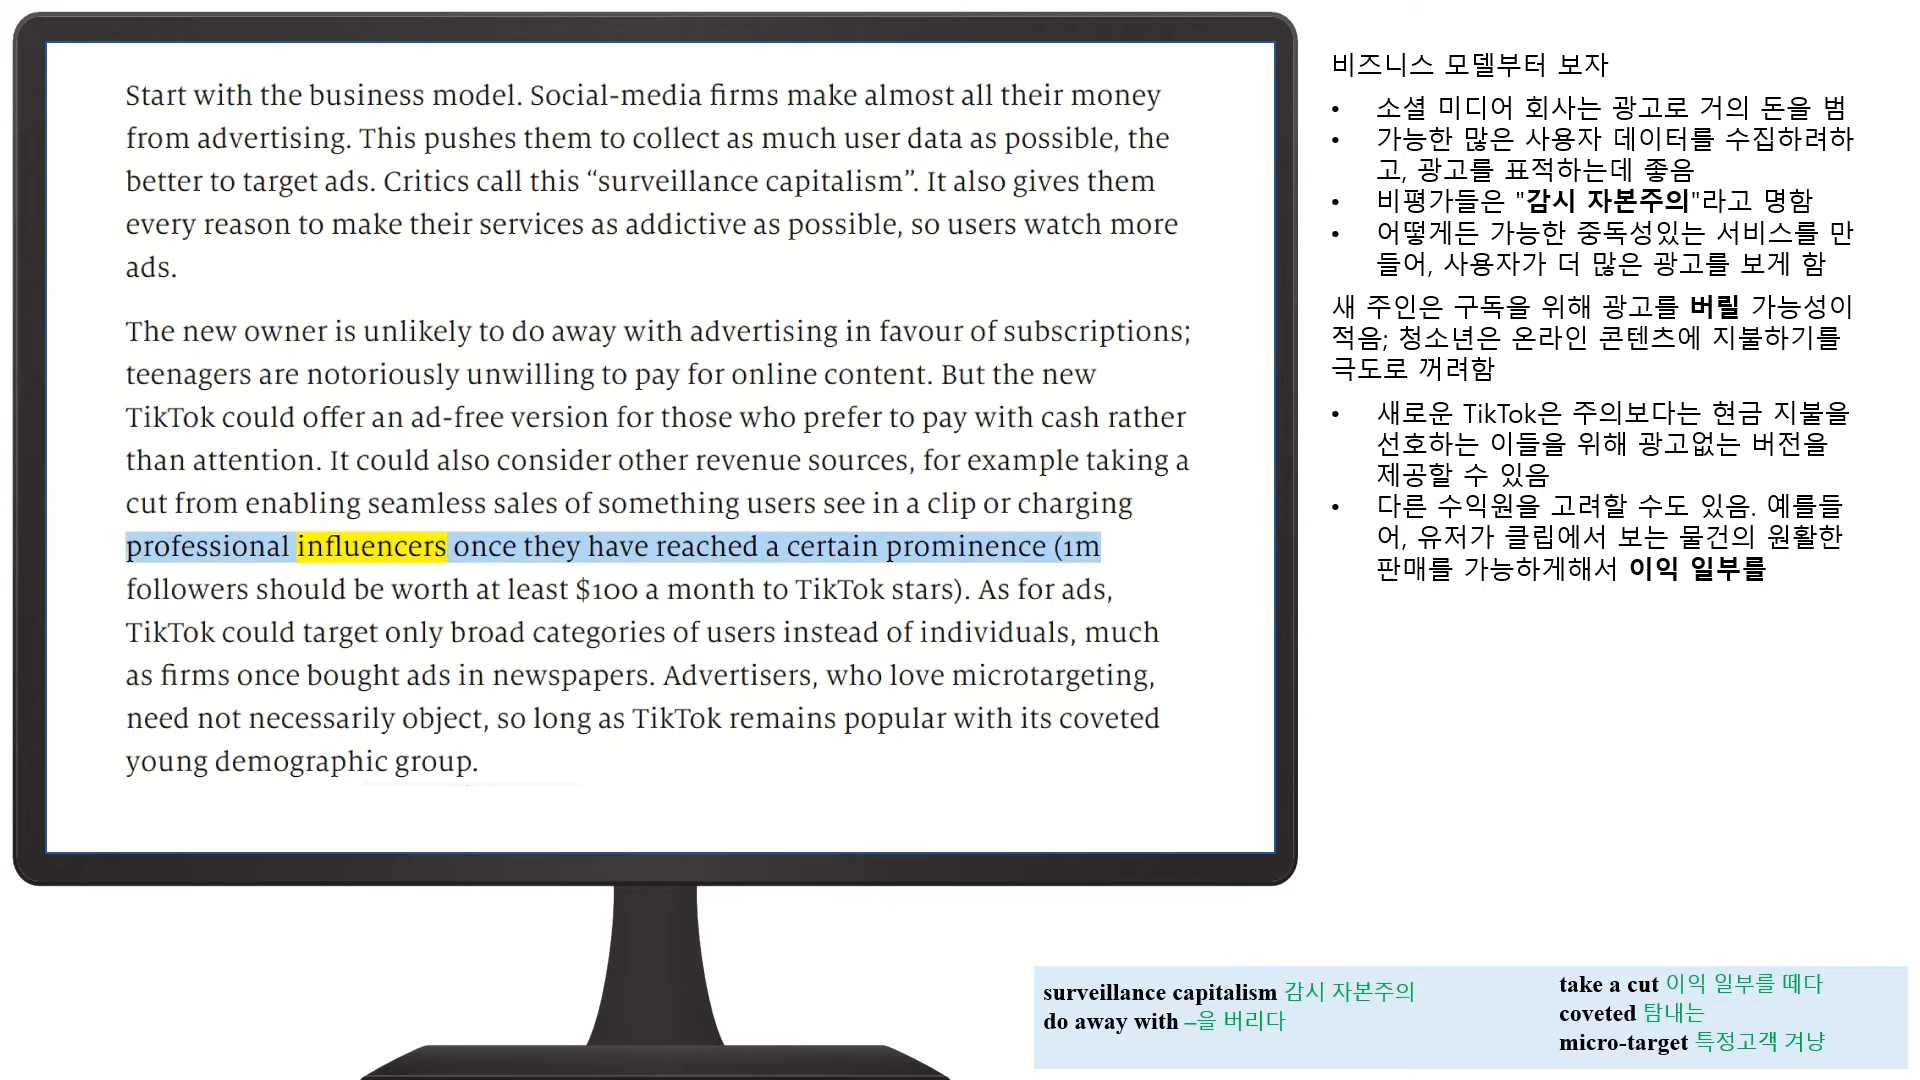 Start with the business model. Social-media firms make almost all their money
from advertising. This pushes them to collect as much user data as possible, the
better to target ads. Critics call this “surveillance capitalism”. It also gives them
every reason to make their services as addictive as possible, so users watch more
ads.
The new owner is unlikely to do away with advertising in favour of subscriptions;
teenagers are notoriously unwilling to pay for online content. But the new
TikTok could offer an ad-free version for those who prefer to pay with cash rather
than attention. It could also consider other revenue sources, for example taking a
cut from enabling seamless sales of something users see in a clip or charging
professional influencers once they have reached a certain prominence (1m
followers should be worth at least $100 a month to TikTok stars). As for ads,
TikTok could target only broad categories of users instead of individuals, much
as firms once bought ads in newspapers. Advertisers, who love microtargeting,
need not necessarily object, so long as TikTok remains popular with its coveted
young demographic group.
비즈니스 모델부터 보자
• 소셜 미디어 회사는 광고로 거의 돈을 범
• 가능한 많은 사용자 데이터를 수집하려하
고, 광고를 표적하는데 좋음
• 비평가들은 "감시 자본주의"라고 명함
• 어떻게든 가능한 중독성있는 서비스를 만
들어, 사용자가 더 많은 광고를 보게 함
새 주인은 구독을 위해 광고를 버릴 가능성이
적음; 청소년은 온라인 콘텐츠에 지불하기를
극도로 꺼려함
• 새로운 TikTok은 주의보다는 현금 지불을
선호하는 이들을 위해 광고없는 버전을
제공할 수 있음
• 다른 수익원을 고려할 수도 있음. 예를들
어, 유저가 클립에서 보는 물건의 원활한
판매를 가능하게해서 이익 일부를
surveillance capitalism 감시 자본주의
do away with –을 버리다
take a cut 이익 일부를 떼다
coveted 탐내는
micro-target 특정고객 겨냥